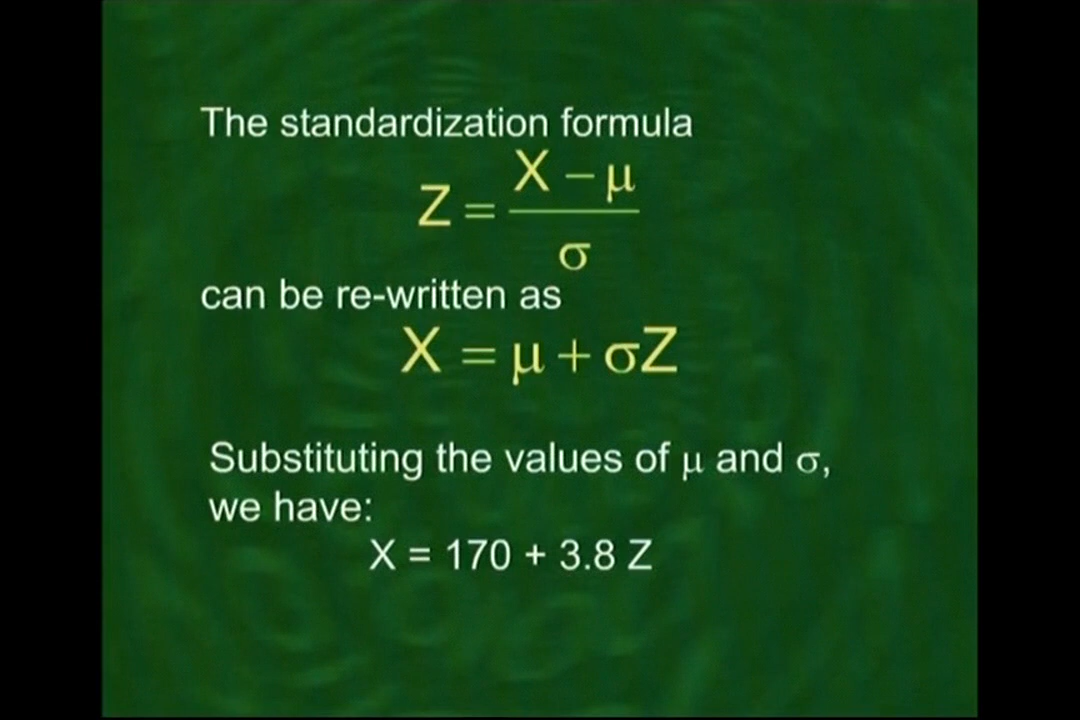 The standardization formula
Z = X − μ / σ
can be re-written as
X = μ + σZ
Substituting the values of μ and σ,
we have:
X = 170 + 3.8 Z